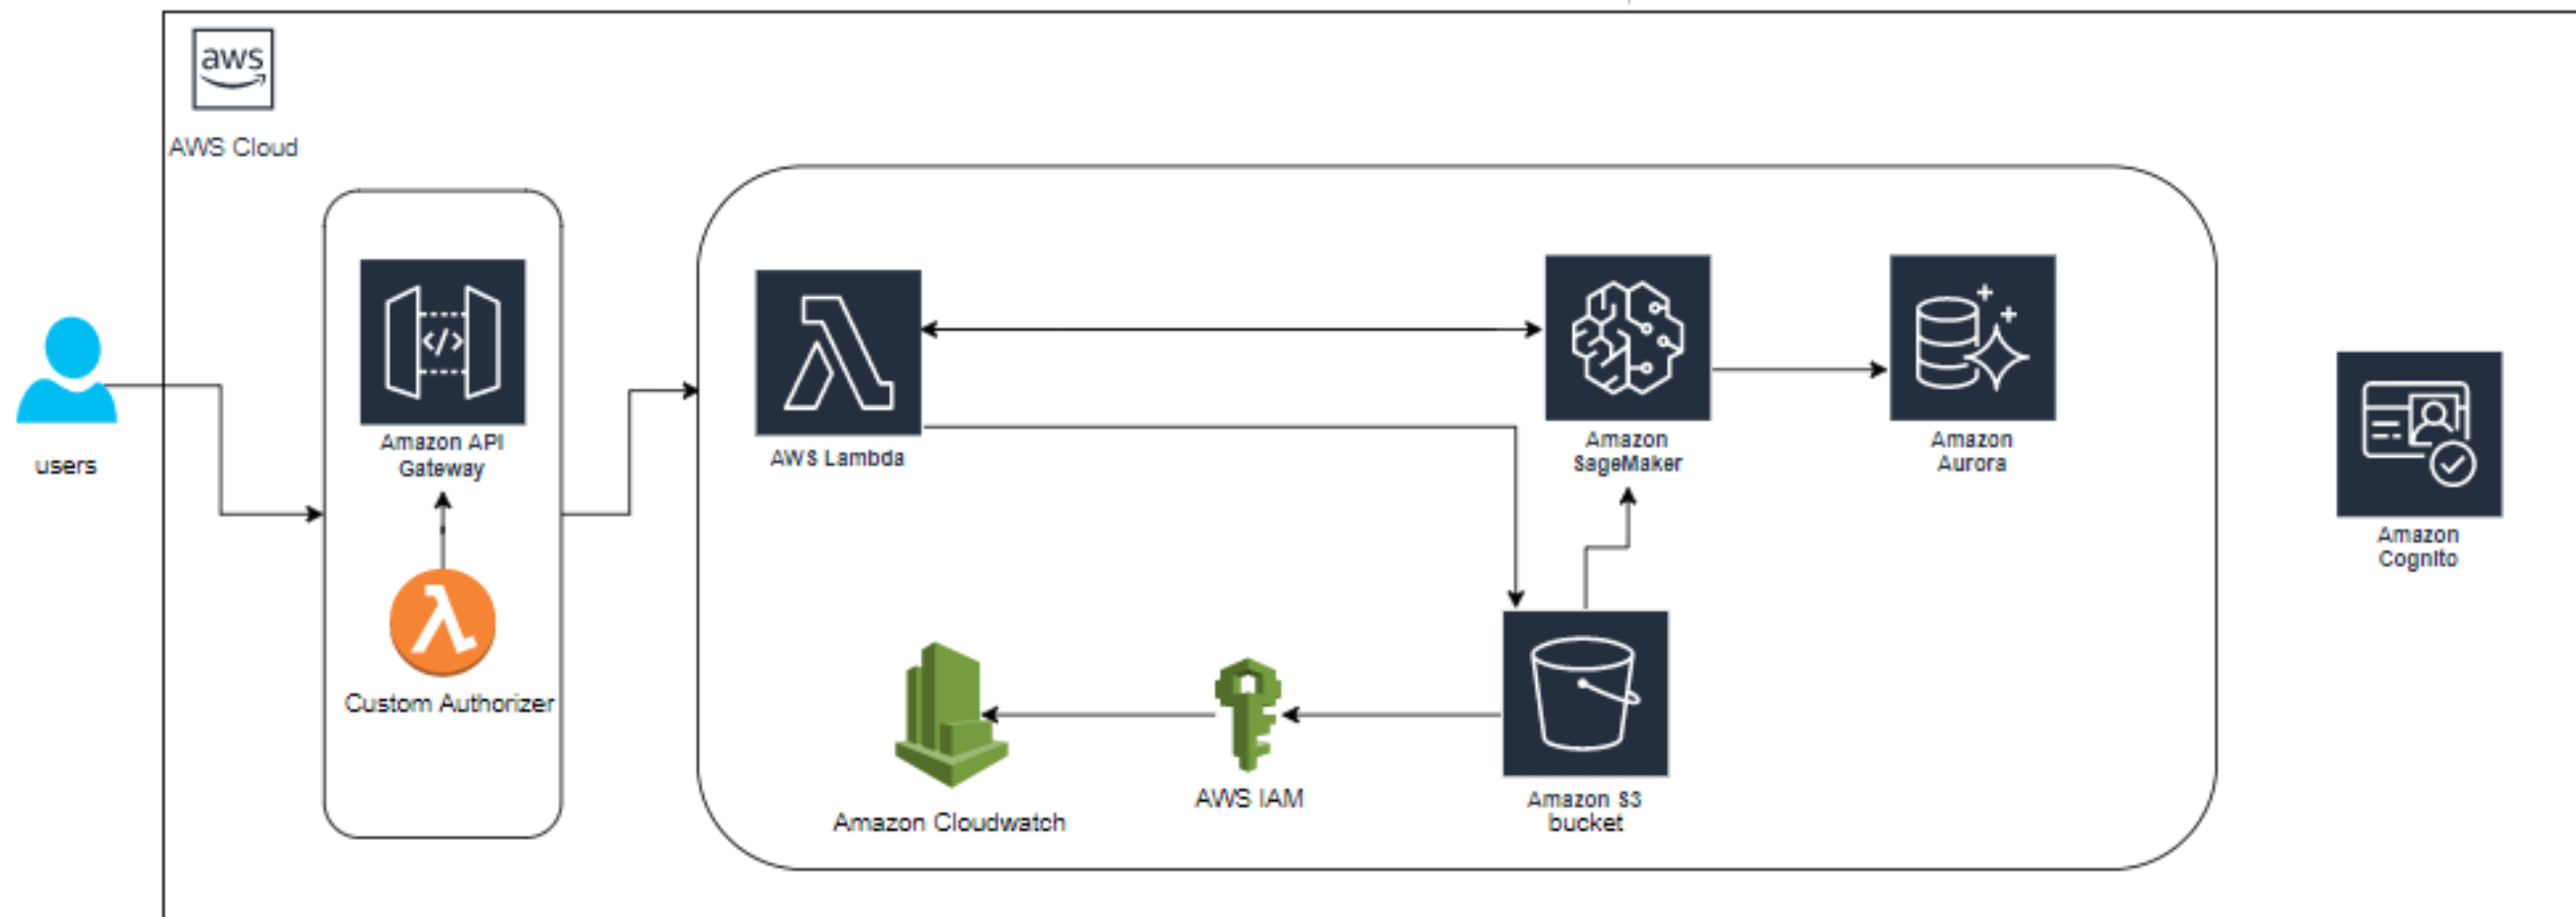 aws
AWS Cloud
users
Amazon API
Gateway
</>
Custom Authorizer
AWS Lambda
Amazon
SageMaker
Amazon
Aurora
Amazon Cloudwatch
AWS IAM
Amazon S3
bucket
Amazon
Cognito